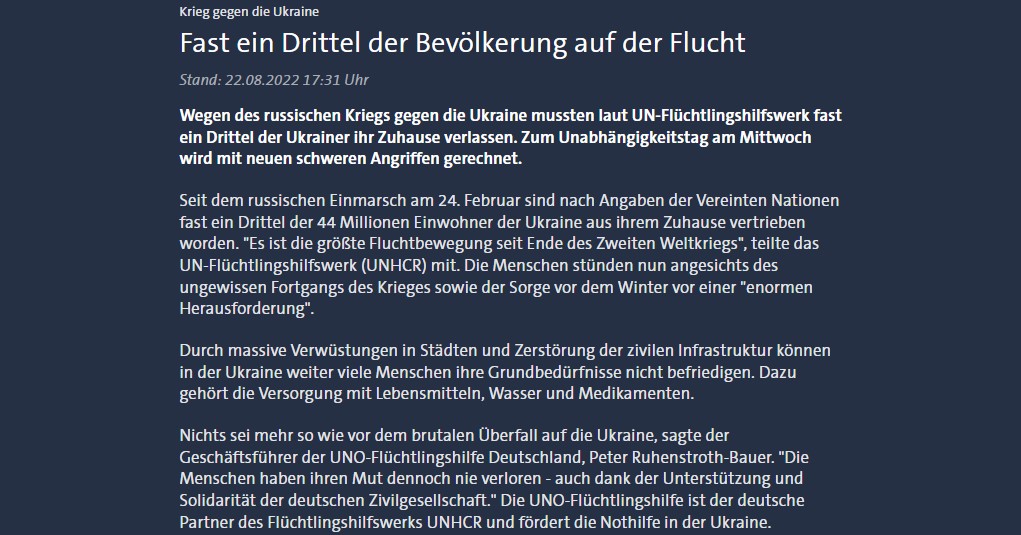 Krieg gegen die Ukraine
Fast ein Drittel der Bevölkerung auf der Flucht
Stand: 22.08.2022 17:31 Uhr
Wegen des russischen Kriegs gegen die Ukraine mussten laut UN-Flüchtlingshilfswerk fast
ein Drittel der Ukrainer ihr Zuhause verlassen. Zum Unabhängigkeitstag am Mittwoch
wird mit neuen schweren Angriffen gerechnet.
Seit dem russischen Einmarsch am 24. Februar sind nach Angaben der Vereinten Nationen
fast ein Drittel der 44 Millionen Einwohner der Ukraine aus ihrem Zuhause vertrieben
worden. "Es ist die größte Fluchtbewegung seit Ende des Zweiten Weltkriegs", teilte das
UN-Flüchtlingshilfswerk (UNHCR) mit. Die Menschen stünden nun angesichts des
ungewissen Fortgangs des Krieges sowie der Sorge vor dem Winter vor einer "enormen
Herausforderung".
Durch massive Verwüstungen in Städten und Zerstörung der zivilen Infrastruktur können
in der Ukraine weiter viele Menschen ihre Grundbedürfnisse nicht befriedigen. Dazu
gehört die Versorgung mit Lebensmitteln, Wasser und Medikamenten.
Nichts sei mehr so wie vor dem brutalen Überfall auf die Ukraine, sagte der
Geschäftsführer der UNO-Flüchtlingshilfe Deutschland, Peter Ruhenstroth-Bauer. "Die
Menschen haben ihren Mut dennoch nie verloren - auch dank der Unterstützung und
Solidarität der deutschen Zivilgesellschaft." Die UNO-Flüchtlingshilfe ist der deutsche
Partner des Flüchtlingshilfswerks UNHCR und fördert die Nothilfe in der Ukraine.